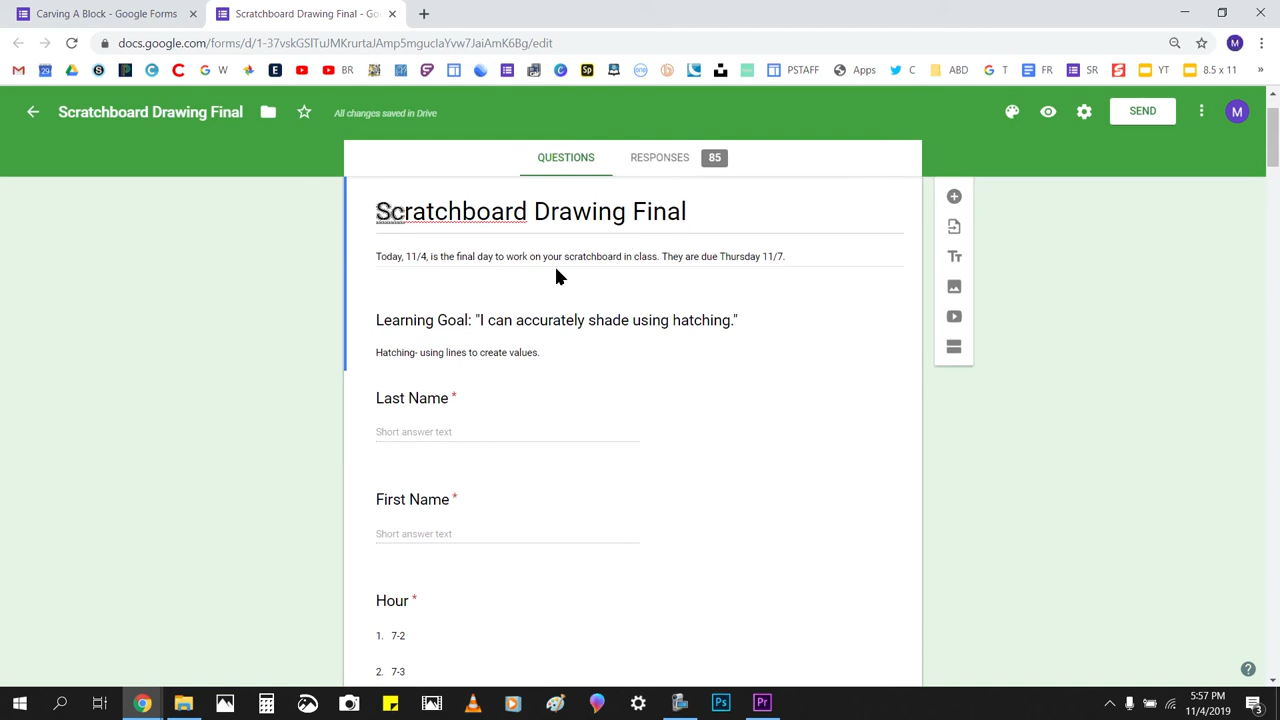 Carving A Block - Google Forms
Scratchboard Drawing Final - Go
docs.google.com/forms/d/1-37vskGSlTuJMKrurtaJAmp5mguclaYvw7JaiAmK6Bg/edit
W BR PSTAFF Apps C ABD T FR SR YT 8.5 x 11 »
Scratchboard Drawing Final All changes saved in Drive SEND M
QUESTIONS RESPONSES 85
Scratchboard Drawing Final
Today, 11/4, is the final day to work on your scratchboard in class. They are due Thursday 11/7.
Learning Goal: "I can accurately shade using hatching."
Hatching- using lines to create values.
Last Name *
Short answer text
First Name *
Short answer text
Hour *
1. 7-2
2. 7-3
5:57 PM
11/4/2019